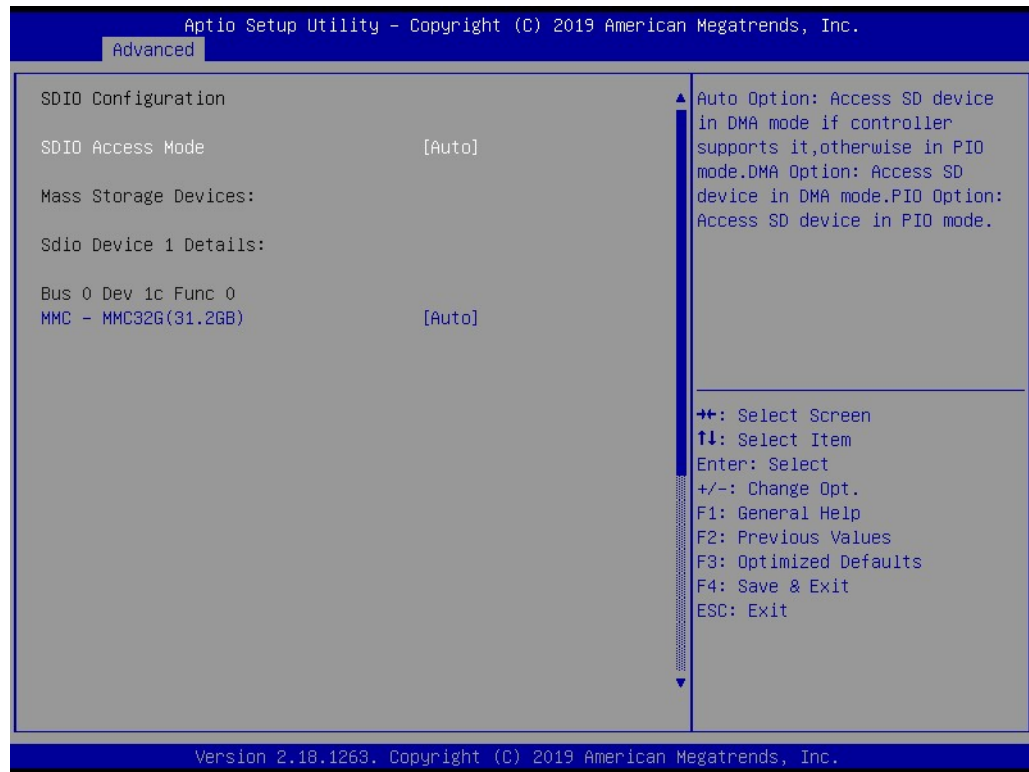 Aptio Setup Utility – Copyright (C) 2019 American Megatrends, Inc.
Advanced
SDIO Configuration
SDIO Access Mode [Auto]
Mass Storage Devices:
Sdio Device 1 Details:
Bus 0 Dev 1c Func 0
MMC – MMC32G(31.2GB) [Auto]
Auto Option: Access SD device
in DMA mode if controller
supports it,otherwise in PIO
mode.DMA Option: Access SD
device in DMA mode.PIO Option:
Access SD device in PIO mode.
→←: Select Screen
↑↓: Select Item
Enter: Select
+/-: Change Opt.
F1: General Help
F2: Previous Values
F3: Optimized Defaults
F4: Save & Exit
ESC: Exit
Version 2.18.1263. Copyright (C) 2019 American Megatrends, Inc.